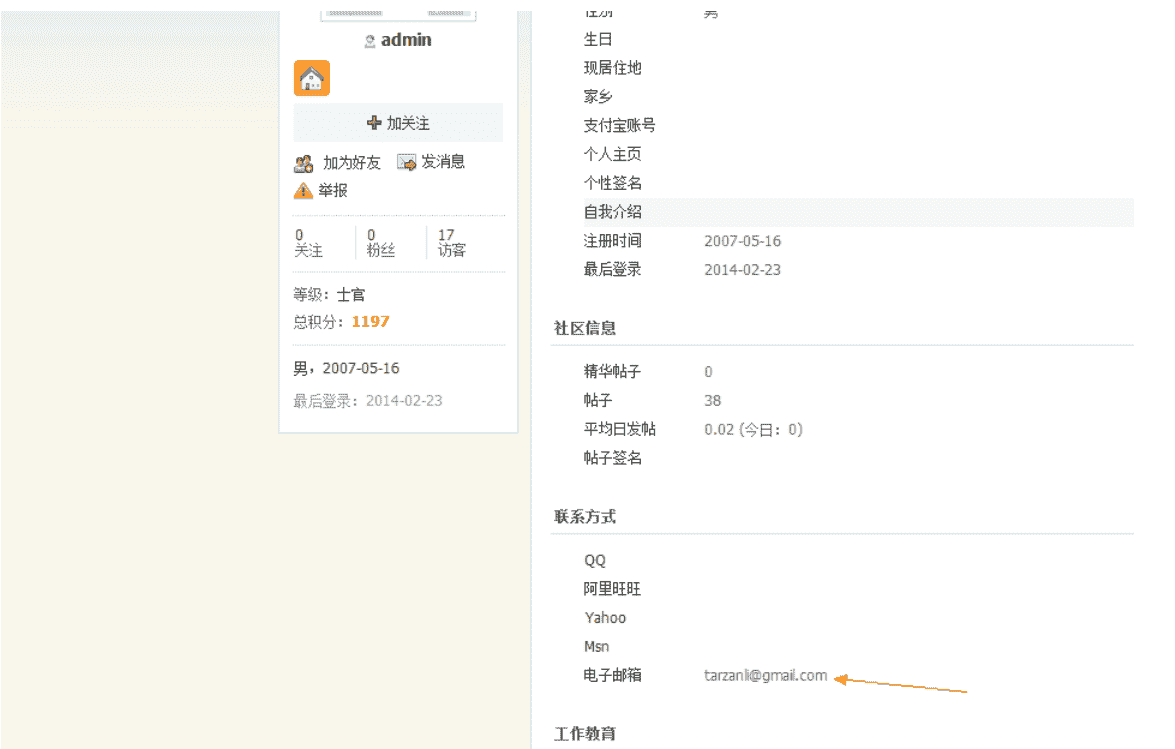 admin
加关注
加为好友 发消息
举报
0 0 17
关注 粉丝 访客
等级：士官
总积分：1197
男，2007-05-16
最后登录：2014-02-23
性别 男
生日
现居住地
家乡
支付宝账号
个人主页
个性签名
自我介绍
注册时间 2007-05-16
最后登录 2014-02-23
社区信息
精华帖子 0
帖子 38
平均日发帖 0.02 (今日：0)
帖子签名
联系方式
QQ
阿里旺旺
Yahoo
Msn
电子邮箱 tarzanli@gmail.com
工作教育